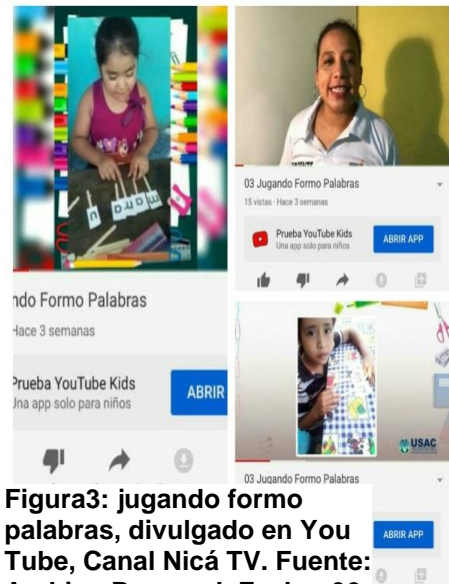 m a r a u
ndo Formo Palabras
Hace 3 semanas
Prueba YouTube Kids
Una app solo para niños
ABRIR
03 Jugando Formo Palabras
15 vistas · Hace 3 semanas
Prueba YouTube Kids
Una app solo para niños
ABRIR APP
USAC
03 Jugando Formo Palabras
ABRIR APP
Figura3: jugando formo
palabras, divulgado en You
Tube, Canal Nicá TV. Fuente: